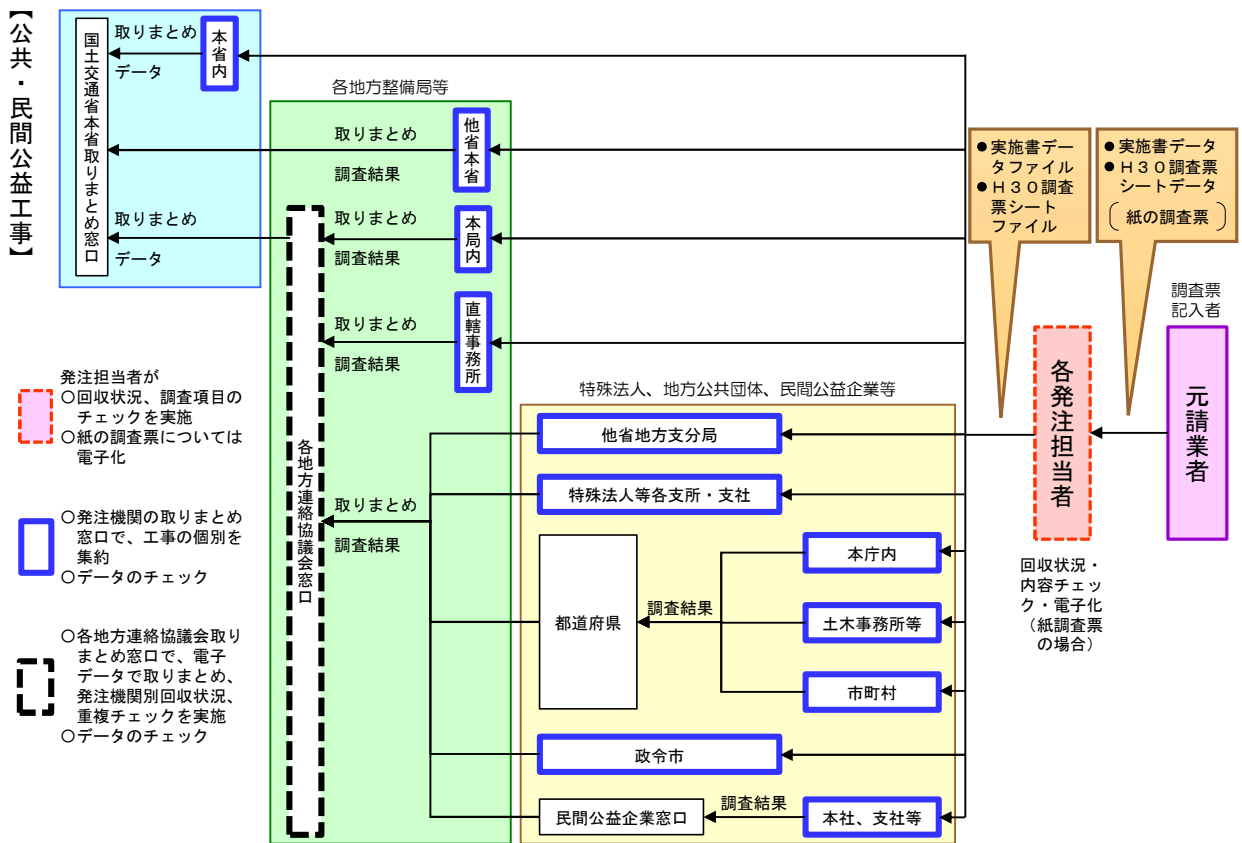 【公共・民間公益工事】
国土交通省本省取りまとめ窓口
取りまとめ
データ
本省内
各地方整備局等
取りまとめ
調査結果
他省本省
取りまとめ
データ
取りまとめ
調査結果
本局内
取りまとめ
調査結果
直轄事務所
各地方連絡協議会窓口
取りまとめ
調査結果
特殊法人、地方公共団体、民間公益企業等
他省地方支分局
特殊法人等各支所・支社
都道府県
調査結果
本庁内
土木事務所等
市町村
政令市
民間公益企業窓口
調査結果
本社、支社等
●実施書デー
タファイル
●H30調査
票シート
ファイル
●実施書データ
●H30調査票
シートデータ
(紙の調査票)
調査票
記入者
各発注担当者
元請業者
回収状況・
内容チェッ
ク・電子化
(紙調査票
の場合)
発注担当者が
○回収状況、調査項目の
チェックを実施
○紙の調査票については
電子化
○発注機関の取りまとめ
窓口で、工事の個別を
集約
○データのチェック
○各地方連絡協議会取り
まとめ窓口で、電子
データで取りまとめ、
発注機関別回収状況、
重複チェックを実施
○データのチェック